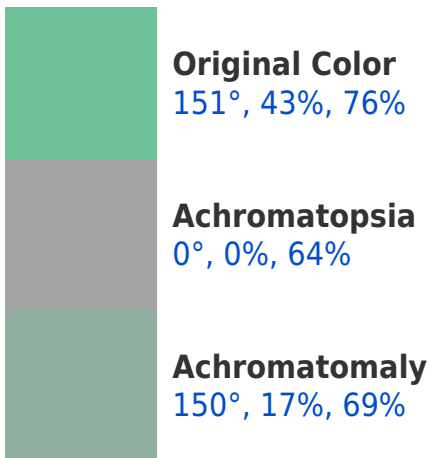 Original Color
151°, 43%, 76%
Achromatopsia
0°, 0%, 64%
Achromatomaly
150°, 17%, 69%